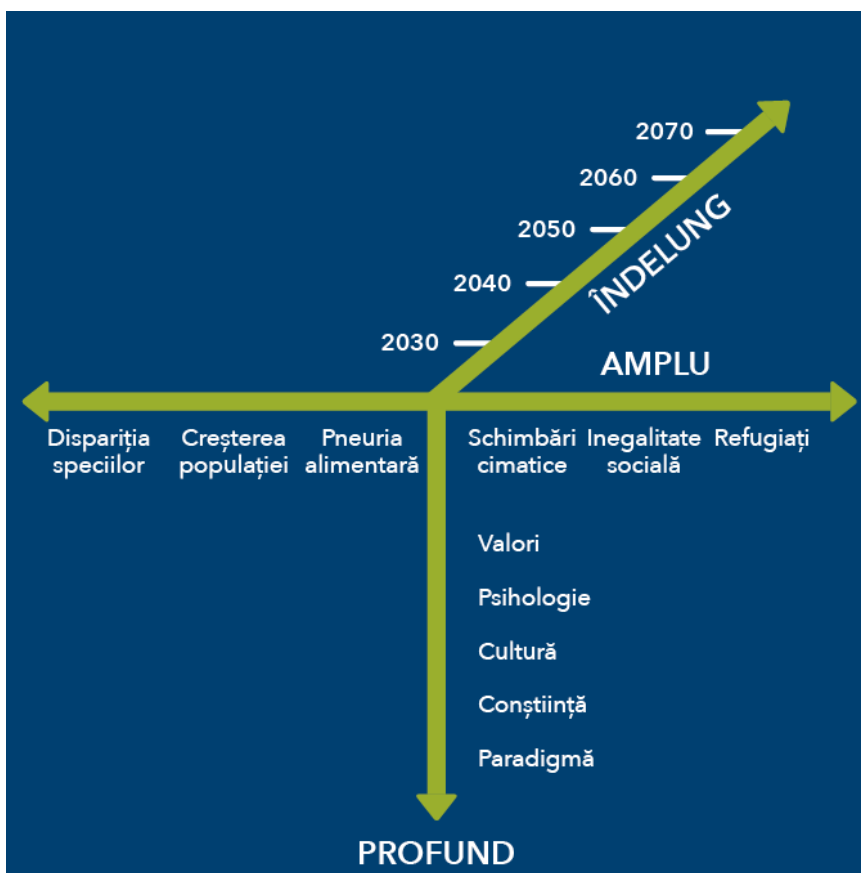 2070
2060
2050
2040
2030
ÎNDELUNG
AMPLU
Dispariția
speciilor
Creșterea
populației
Pneuria
alimentară
Schimbări
cimatice
Inegalitate
socială
Refugiați
Valori
Psihologie
Cultură
Conștiință
Paradigmă
PROFUND